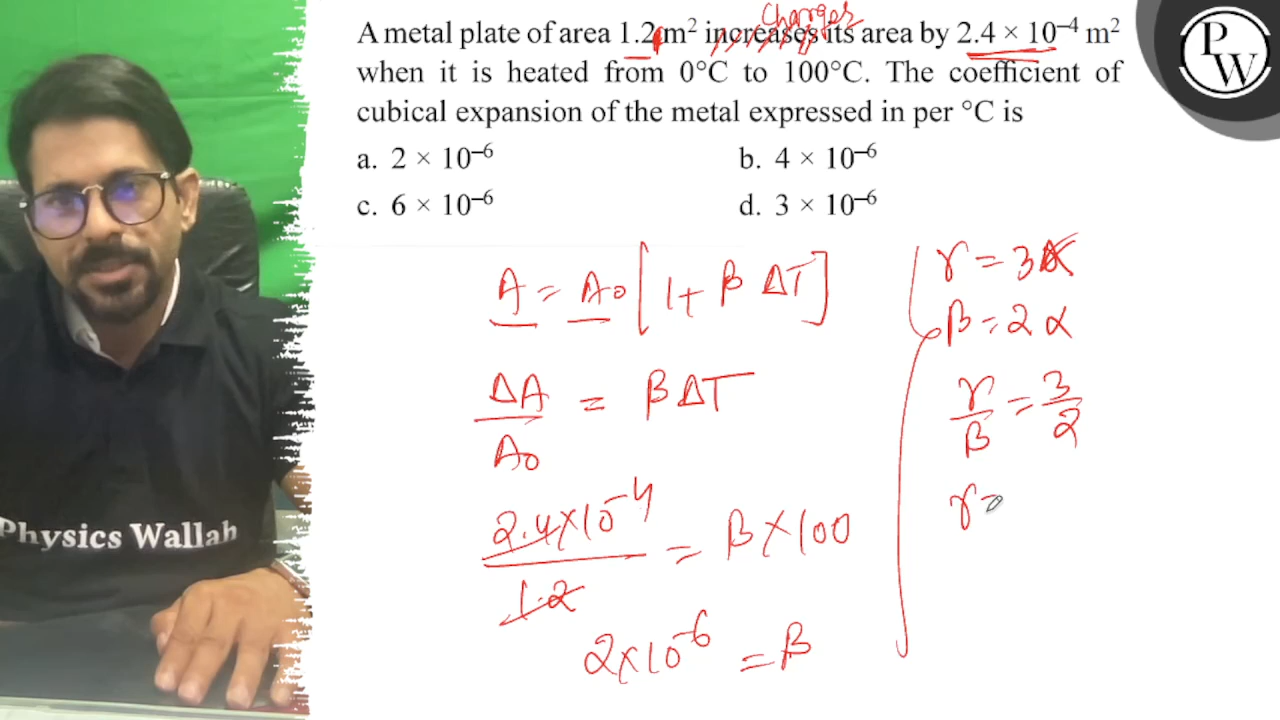 Changes
A metal plate of area 1.2 m² increases its area by 2.4 × 10⁻⁴ m²
when it is heated from 0°C to 100°C. The coefficient of
cubical expansion of the metal expressed in per °C is
a. 2 × 10⁻⁶
b. 4 × 10⁻⁶
c. 6 × 10⁻⁶
d. 3 × 10⁻⁶
A = A₀ [1 + β ΔT]
ΔA/A₀ = β ΔT
2.4×10⁻⁴/1.2 = β × 100
2×10⁻⁶ = β
γ = 3α
β = 2α
γ/β = 3/2
γ =
PW
Physics Wallah